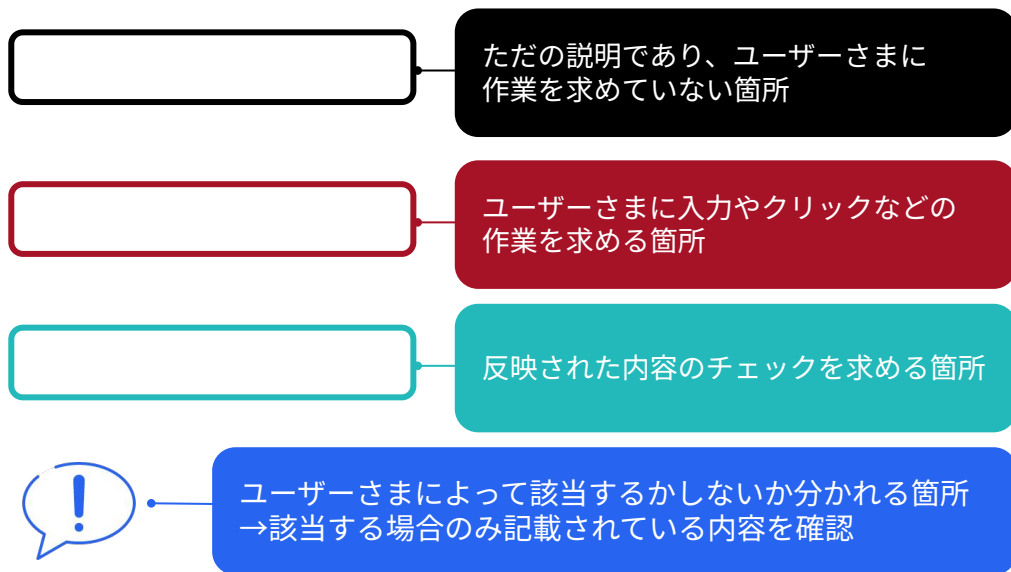 ただの説明であり、ユーザーさまに
作業を求めていない箇所
ユーザーさまに入力やクリックなどの
作業を求める箇所
反映された内容のチェックを求める箇所
ユーザーさまによって該当するかしないか分かれる箇所
→該当する場合のみ記載されている内容を確認